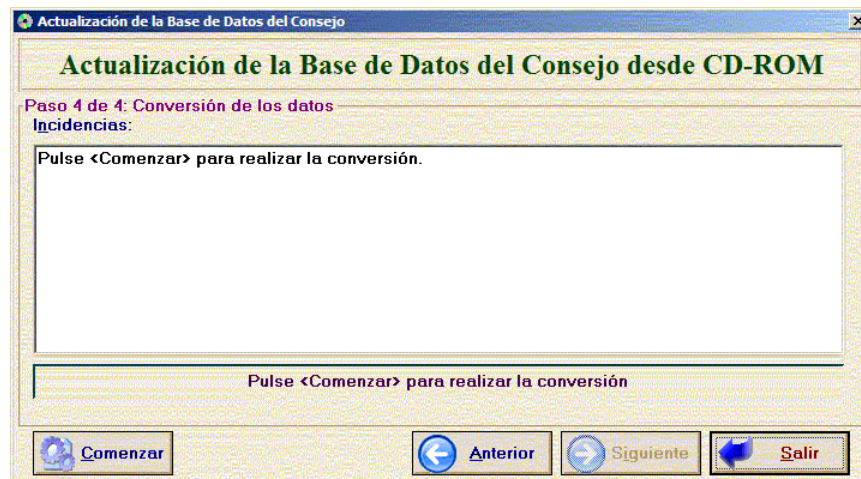 Actualización de la Base de Datos del Consejo
Actualización de la Base de Datos del Consejo desde CD-ROM
Paso 4 de 4: Conversión de los datos
Incidencias:
Pulse <Comenzar> para realizar la conversión.
Pulse <Comenzar> para realizar la conversión
Comenzar
Anterior
Siguiente
Salir